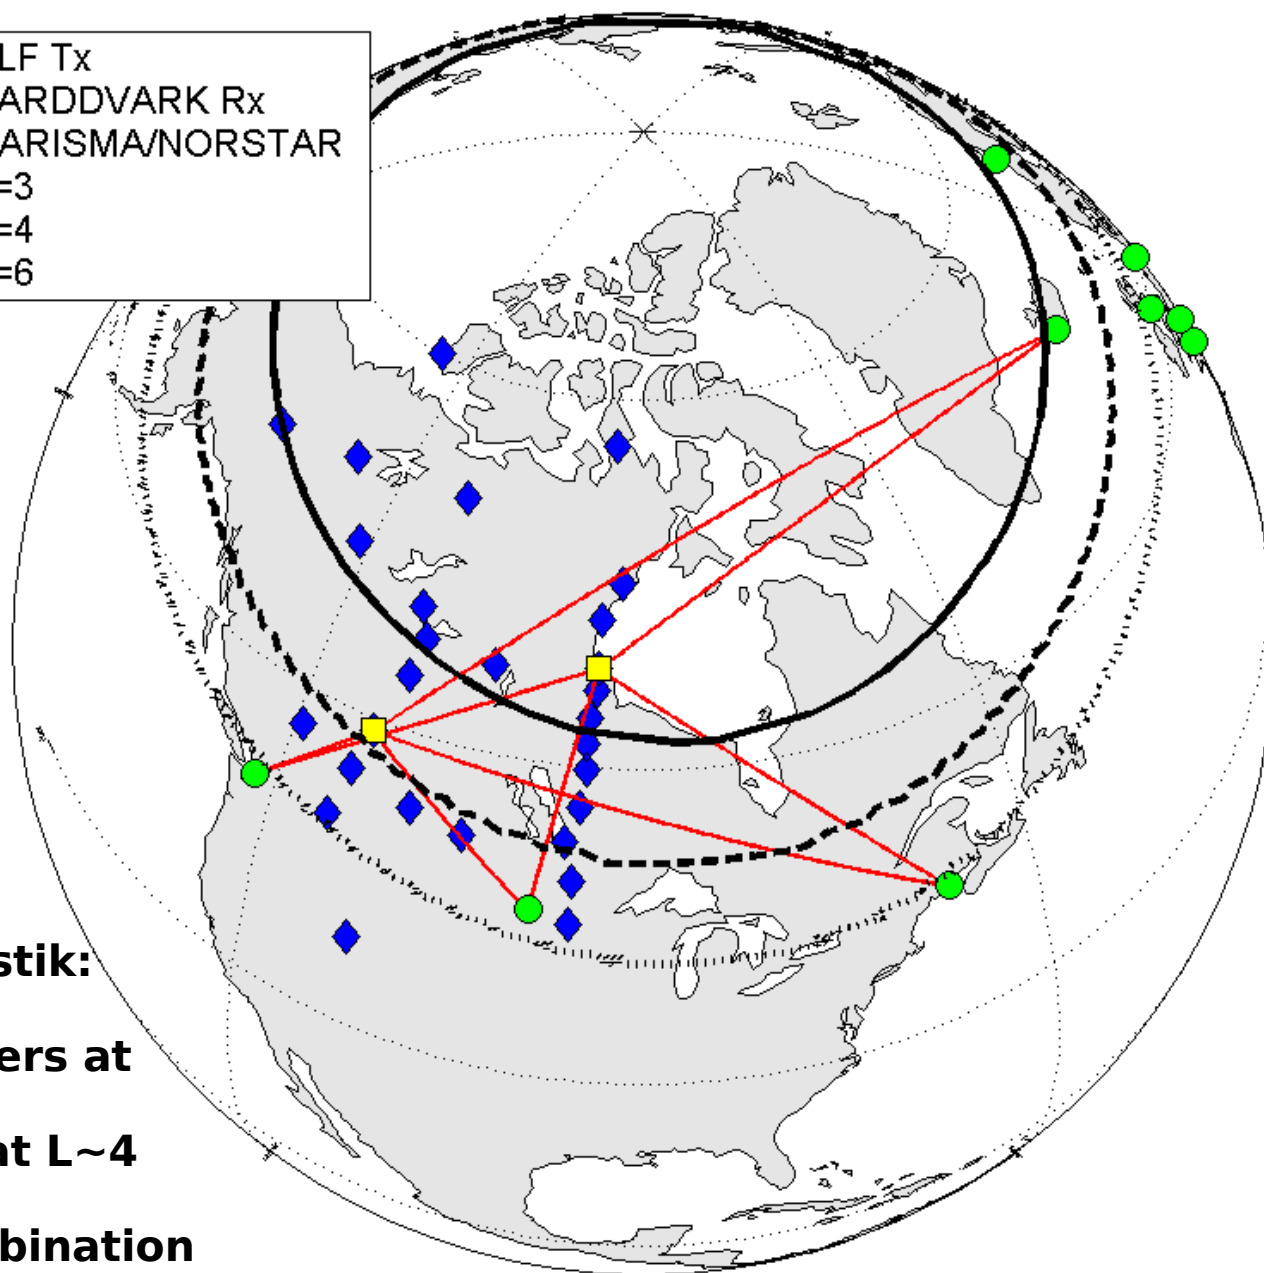 LF Tx
ARDDVARK Rx
ARISMA/NORSTAR
=3
=4
=6
stik:
ers at
at L~4
bination